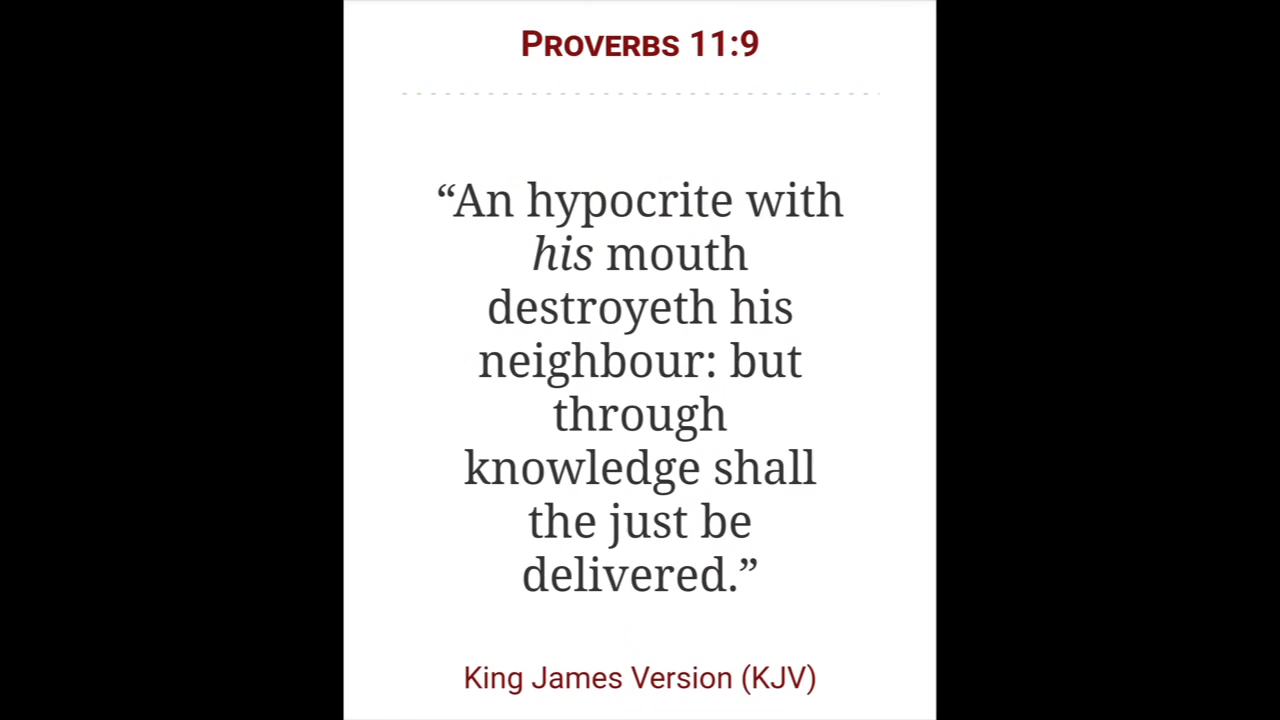 PROVERBS 11:9
“An hypocrite with
his mouth
destroyeth his
neighbour: but
through
knowledge shall
the just be
delivered.”
King James Version (KJV)